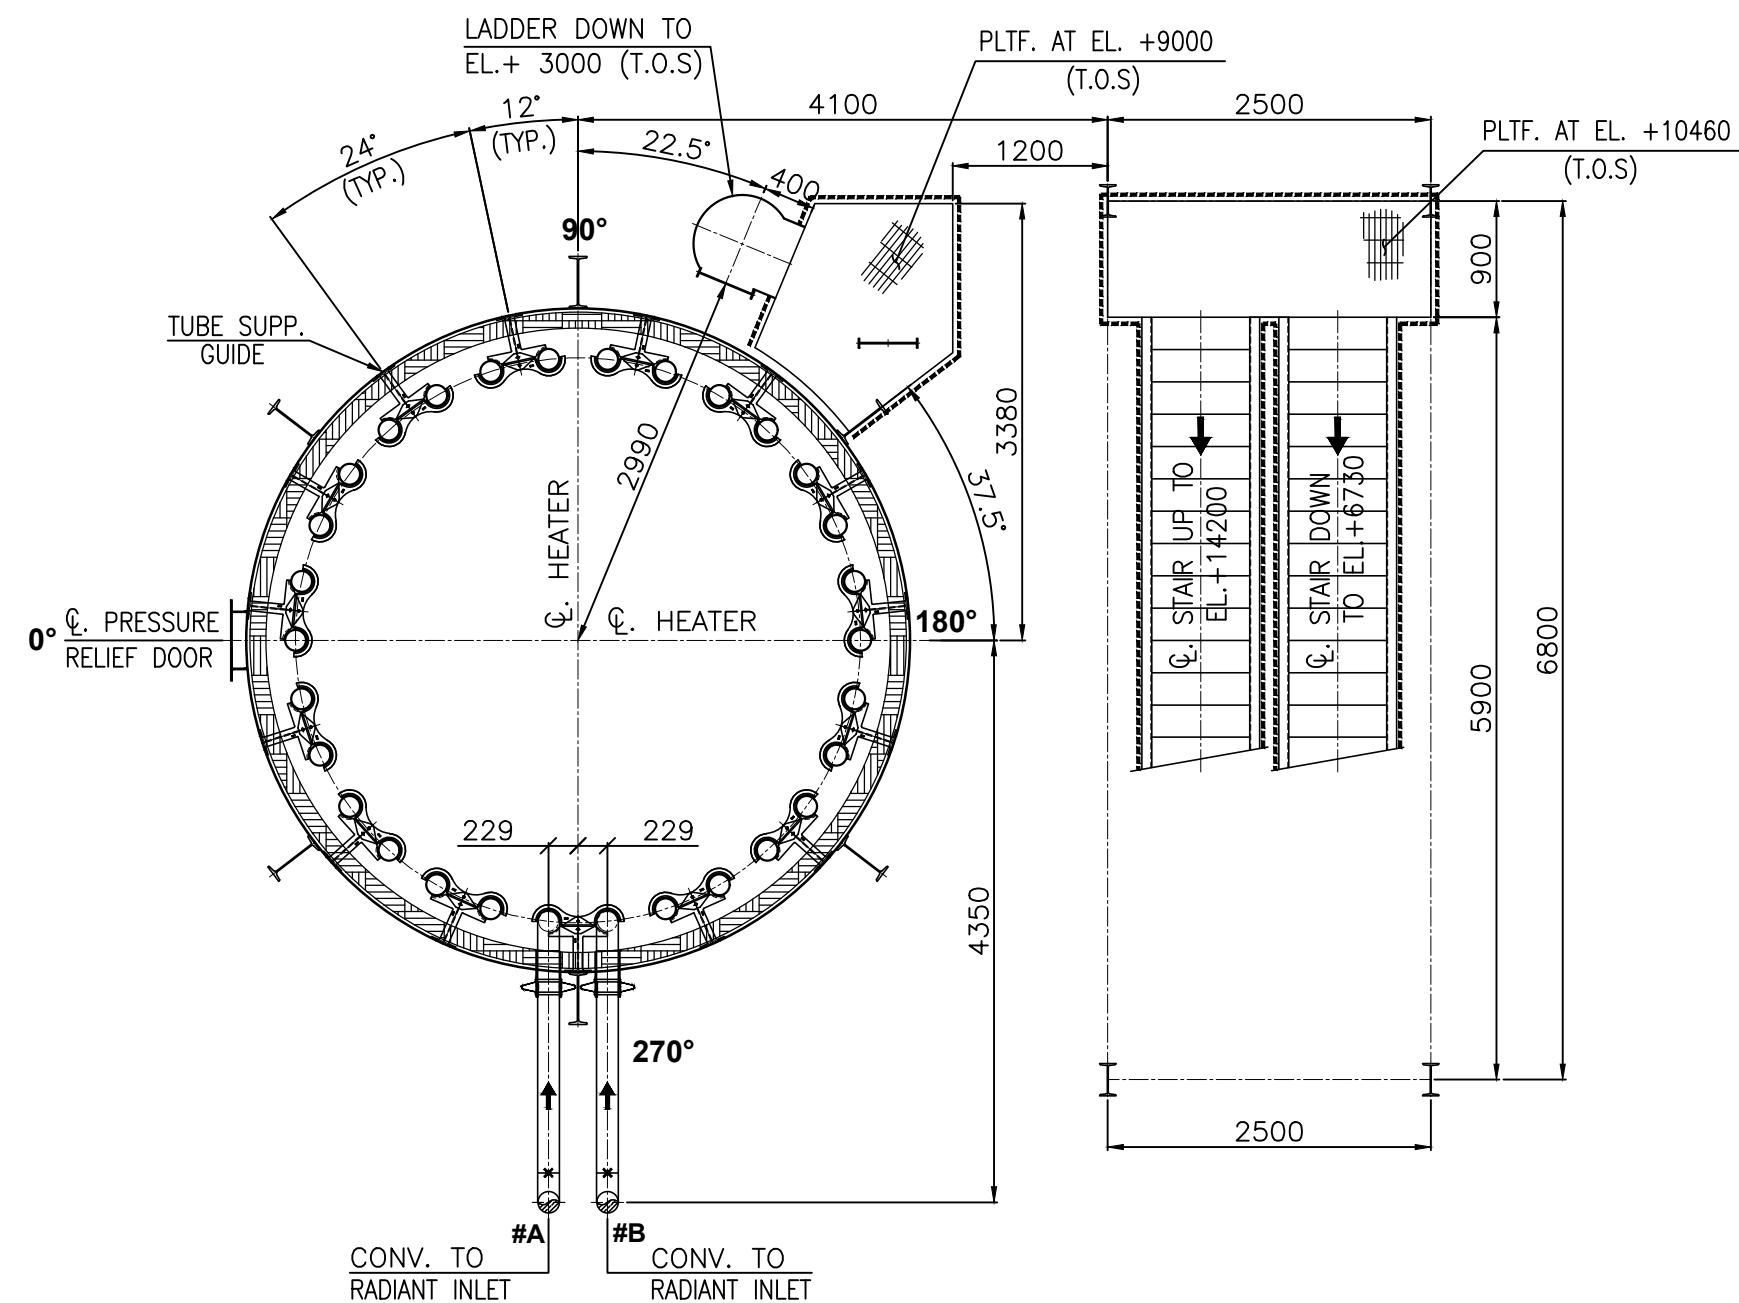 LADDER DOWN TO
EL.+ 3000 (T.O.S)
PLTF. AT EL. +9000
(T.O.S)
12°
(TYP.)
4100
2500
24°
(TYP.)
22.5°
1200
PLTF. AT EL. +10460
(T.O.S)
400
90°
900
TUBE SUPP.
GUIDE
2990
3380
37.5°
℄. HEATER
℄. HEATER
℄. STAIR UP TO
EL.+14200
℄. STAIR DOWN
TO EL.+6730
0°
℄. PRESSURE
RELIEF DOOR
180°
5900
6800
229
229
4350
270°
2500
#A
#B
CONV. TO
RADIANT INLET
CONV. TO
RADIANT INLET